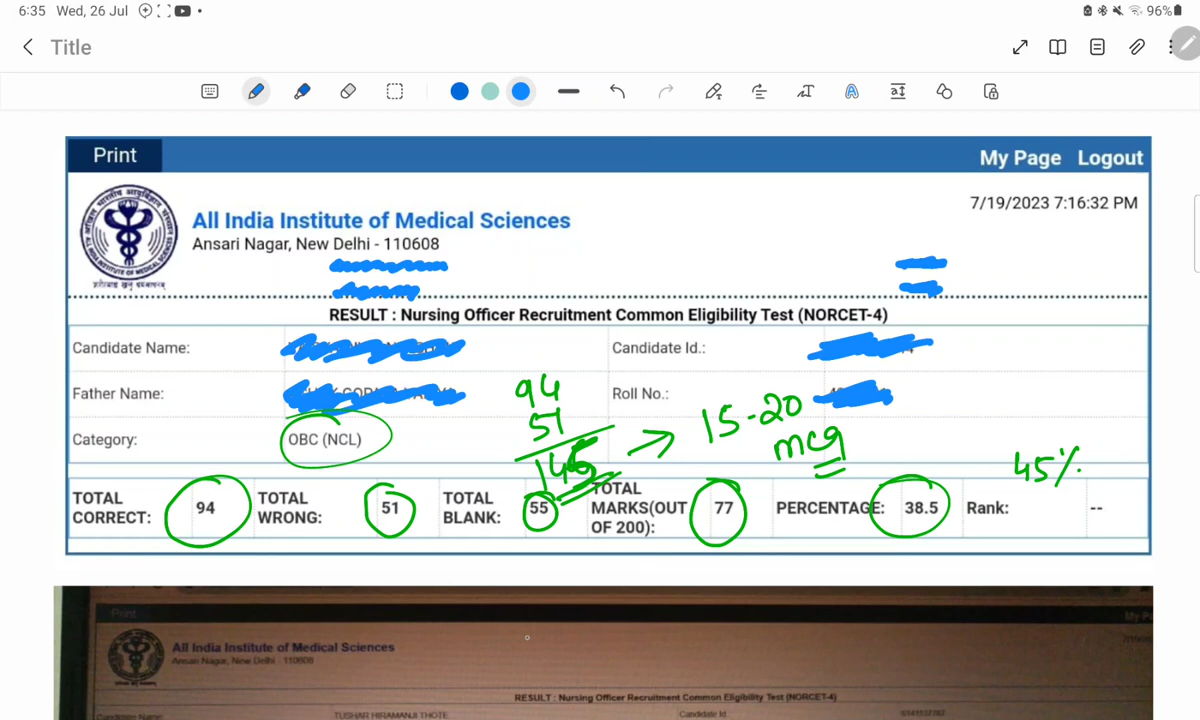 6:35 Wed, 26 Jul
96%
Title
Print
My Page Logout
7/19/2023 7:16:32 PM
All India Institute of Medical Sciences
Ansari Nagar, New Delhi - 110608
RESULT : Nursing Officer Recruitment Common Eligibility Test (NORCET-4)
Candidate Name:
Candidate Id.:
Father Name:
Roll No.:
94
51
145
15-20
mcq
Category:
OBC (NCL)
45%
TOTAL CORRECT: 94 TOTAL WRONG: 51 TOTAL BLANK: 55 TOTAL MARKS(OUT OF 200): 77 PERCENTAGE: 38.5 Rank: --
Print
All India Institute of Medical Sciences
Ansari Nagar, New Delhi - 110608
RESULT : Nursing Officer Recruitment Common Eligibility Test (NORCET-4)
Candidate Name:
TUSHAR HIRAMANJI THOTE
Candidate Id.